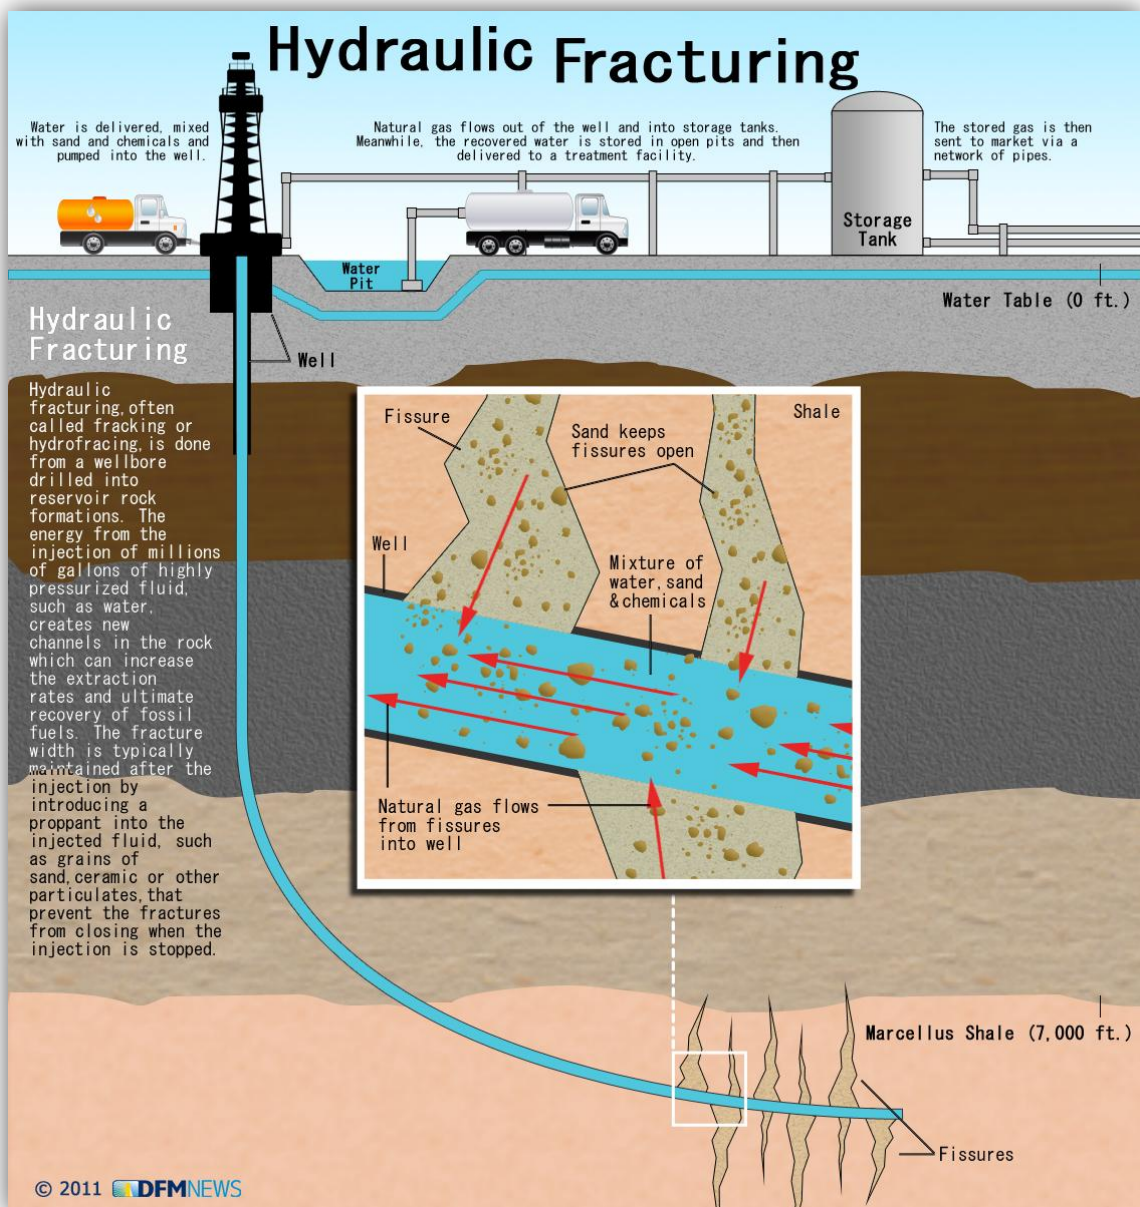 Hydraulic Fracturing
Water is delivered, mixed
with sand and chemicals and
pumped into the well.
Natural gas flows out of the well and into storage tanks.
Meanwhile, the recovered water is stored in open pits and then
delivered to a treatment facility.
The stored gas is then
sent to market via a
network of pipes.
Storage
Tank
Water
Pit
Water Table (0 ft.)
Well
Hydraulic
Fracturing
Hydraulic
fracturing, often
called fracking or
hydrofracing, is done
from a wellbore
drilled into
reservoir rock
formations. The
energy from the
injection of millions
of gallons of highly
pressurized fluid,
such as water,
creates new
channels in the rock
which can increase
the extraction
rates and ultimate
recovery of fossil
fuels. The fracture
width is typically
maintained after the
injection by
introducing a
proppant into the
injected fluid, such
as grains of
sand, ceramic or other
particulates, that
prevent the fractures
from closing when the
injection is stopped.
Fissure
Sand keeps
fissures open
Shale
Well
Mixture of
water, sand
& chemicals
Natural gas flows
from fissures
into well
Marcellus Shale (7,000 ft.)
Fissures
© 2011 DFMNEWS